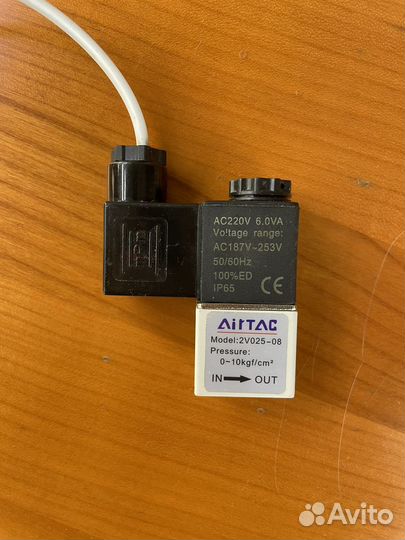 AC220V 6.0VA
Voltage range:
AC187V-253V
50/60Hz
100%ED
IP65 CE
AirTAC
Model:2V025-08
Pressure:
0~10kgf/cm²
IN OUT
Avito